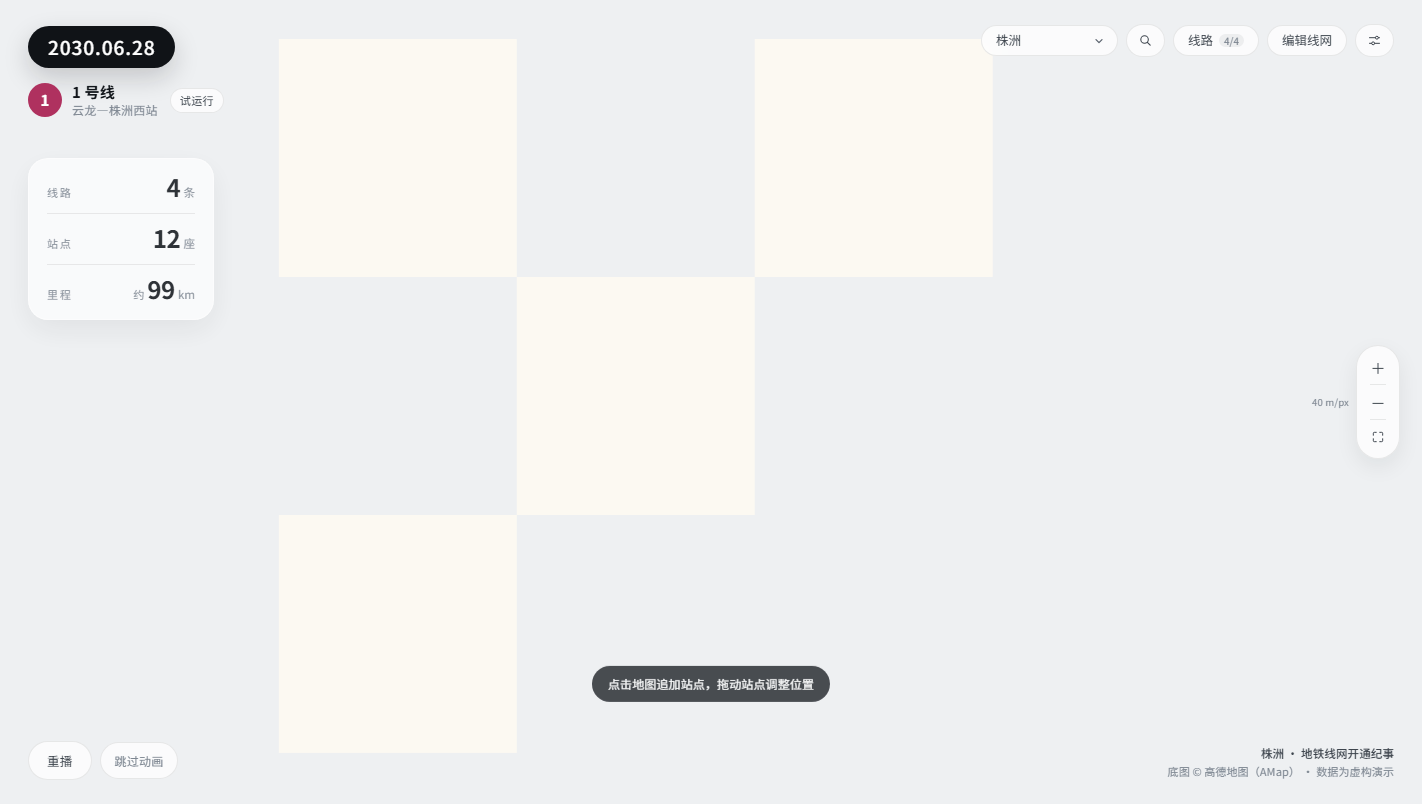 2030.06.28
1
1 号线
云龙—株洲西站
试运行
线路 4 条
站点 12 座
里程 约 99 km
株洲
线路 4/4
编辑线网
40 m/px
点击地图追加站点，拖动站点调整位置
重播
跳过动画
株洲 · 地铁线网开通纪事
底图 © 高德地图（AMap） · 数据为虚构演示